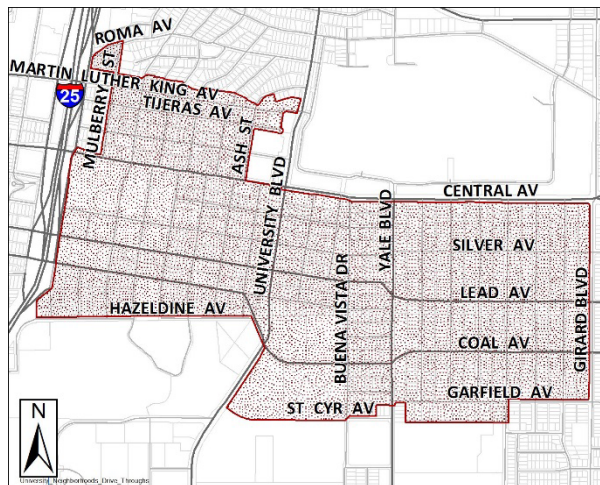 ROMA AV
MARTIN LUTHER KING AV
25
TIJERAS AV
MULBERRY ST
ASH ST
UNIVERSITY BLVD
CENTRAL AV
YALE BLVD
SILVER AV
BUENA VISTA DR
LEAD AV
GIRARD BLVD
HAZELDINE AV
COAL AV
GARFIELD AV
ST CYR AV
N
University_Neighborhoods_Drive_Throughs